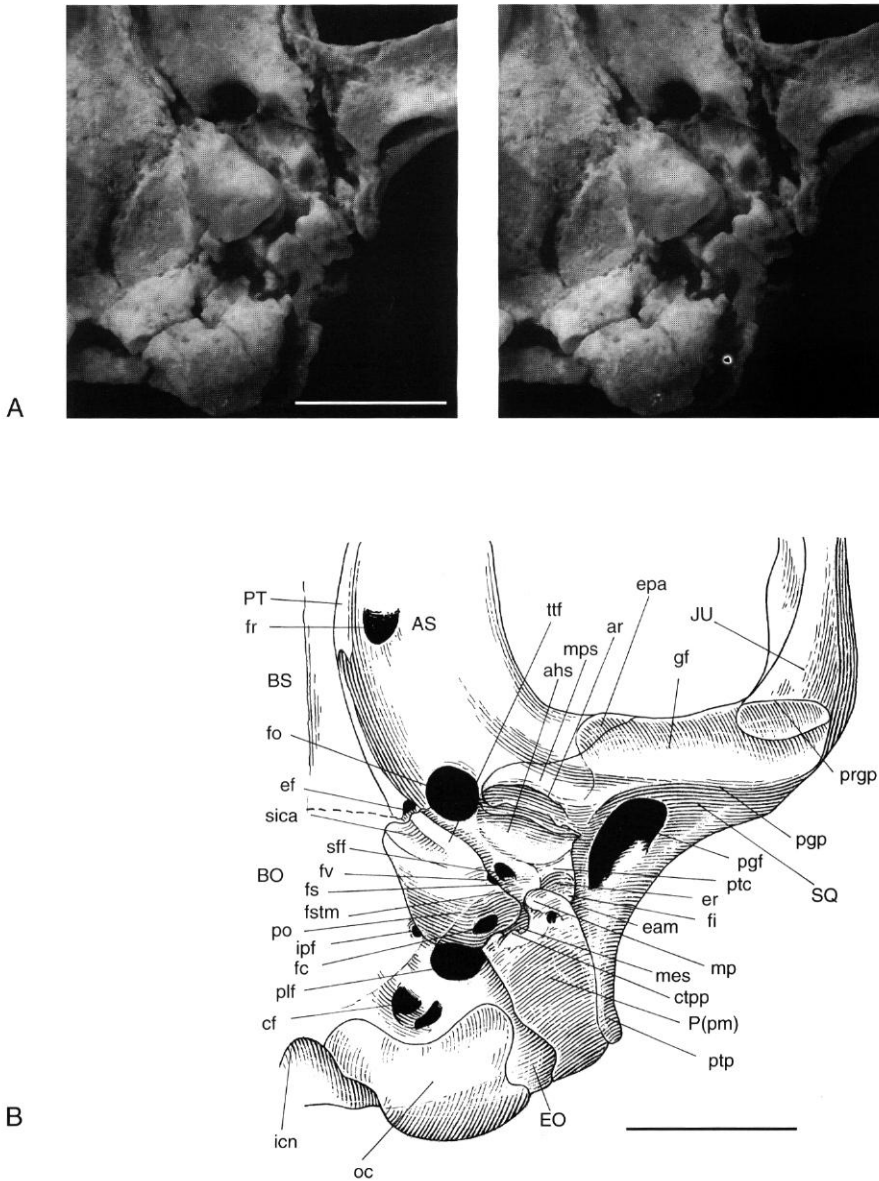 A
PT
fr
BS
fo
ef
sica
sff
BO
fv
fs
fstm
po
ipf
fc
plf
cf
icn
oc
AS
ttf
ahs
mps
ar
epa
JU
gf
prgp
pgp
pgf
SQ
ptc
er
fi
eam
mp
mes
ctpp
P(pm)
ptp
EO
B